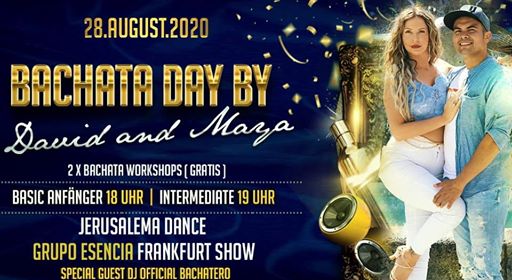 28.AUGUST.2020
BACHATA DAY BY
David and Maya
2 X BACHATA WORKSHOPS ( GRATIS )
BASIC ANFÄNGER 18 UHR | INTERMEDIATE 19 UHR
JERUSALEMA DANCE
GRUPO ESENCIA FRANKFURT SHOW
SPECIAL GUEST DJ OFFICIAL BACHATERO